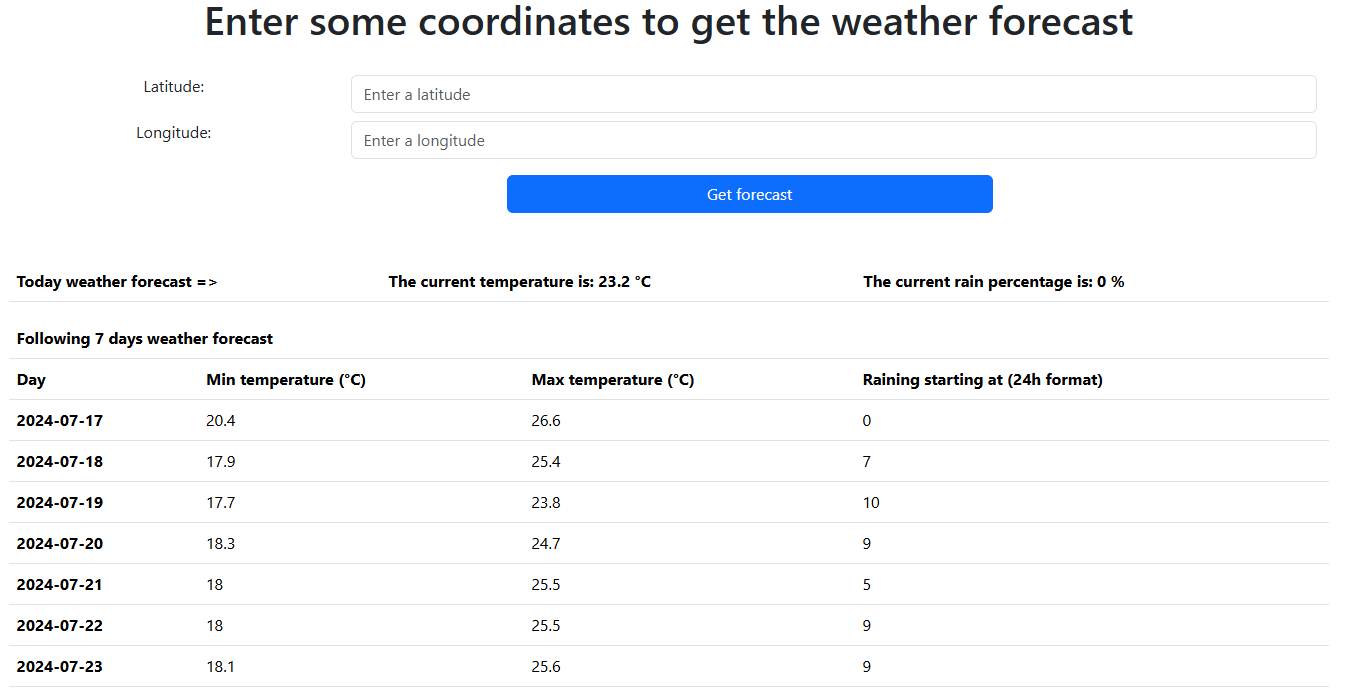 Enter some coordinates to get the weather forecast
Latitude: Enter a latitude
Longitude: Enter a longitude
Get forecast
Today weather forecast => The current temperature is: 23.2 °C The current rain percentage is: 0 %
Following 7 days weather forecast
Day Min temperature (°C) Max temperature (°C) Raining starting at (24h format)
2024-07-17 20.4 26.6 0
2024-07-18 17.9 25.4 7
2024-07-19 17.7 23.8 10
2024-07-20 18.3 24.7 9
2024-07-21 18 25.5 5
2024-07-22 18 25.5 9
2024-07-23 18.1 25.6 9